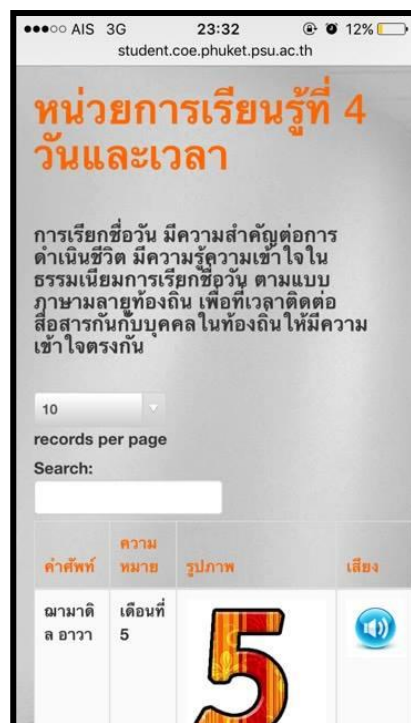 AIS 3G 23:32 12%
student.coe.phuket.psu.ac.th
หน่วยการเรียนรู้ที่ 4
วันและเวลา
การเรียกชื่อวัน มีความสำคัญต่อการ
ดำเนินชีวิต มีความรู้ความเข้าใจใน
ธรรมเนียมการเรียกชื่อวัน ตามแบบ
ภาษามลายูท้องถิ่น เพื่อที่เวลาติดต่อ
สื่อสารกันกับบุคคลในท้องถิ่นให้มีความ
เข้าใจตรงกัน
10
records per page
Search:
คำศัพท์ ความหมาย รูปภาพ เสียง
ฌามาดิ เดือนที่
ล อาวา 5
5